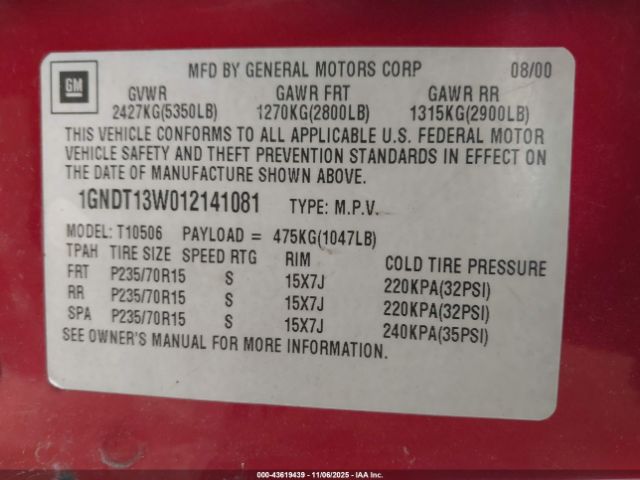 GM
MFD BY GENERAL MOTORS CORP 08/00
GVWR GAWR FRT GAWR RR
2427KG(5350LB) 1270KG(2800LB) 1315KG(2900LB)
THIS VEHICLE CONFORMS TO ALL APPLICABLE U.S. FEDERAL MOTOR
VEHICLE SAFETY AND THEFT PREVENTION STANDARDS IN EFFECT ON
THE DATE OF MANUFACTURE SHOWN ABOVE.
1GNDT13W012141081 TYPE: M.P.V.
MODEL: T10506 PAYLOAD = 475KG(1047LB)
TPAH TIRE SIZE SPEED RTG RIM COLD TIRE PRESSURE
FRT P235/70R15 S 15X7J 220KPA(32PSI)
RR P235/70R15 S 15X7J 220KPA(32PSI)
SPA P235/70R15 S 15X7J 240KPA(35PSI)
SEE OWNER'S MANUAL FOR MORE INFORMATION.
000-43619439 - 11/06/2025 - IAA Inc.